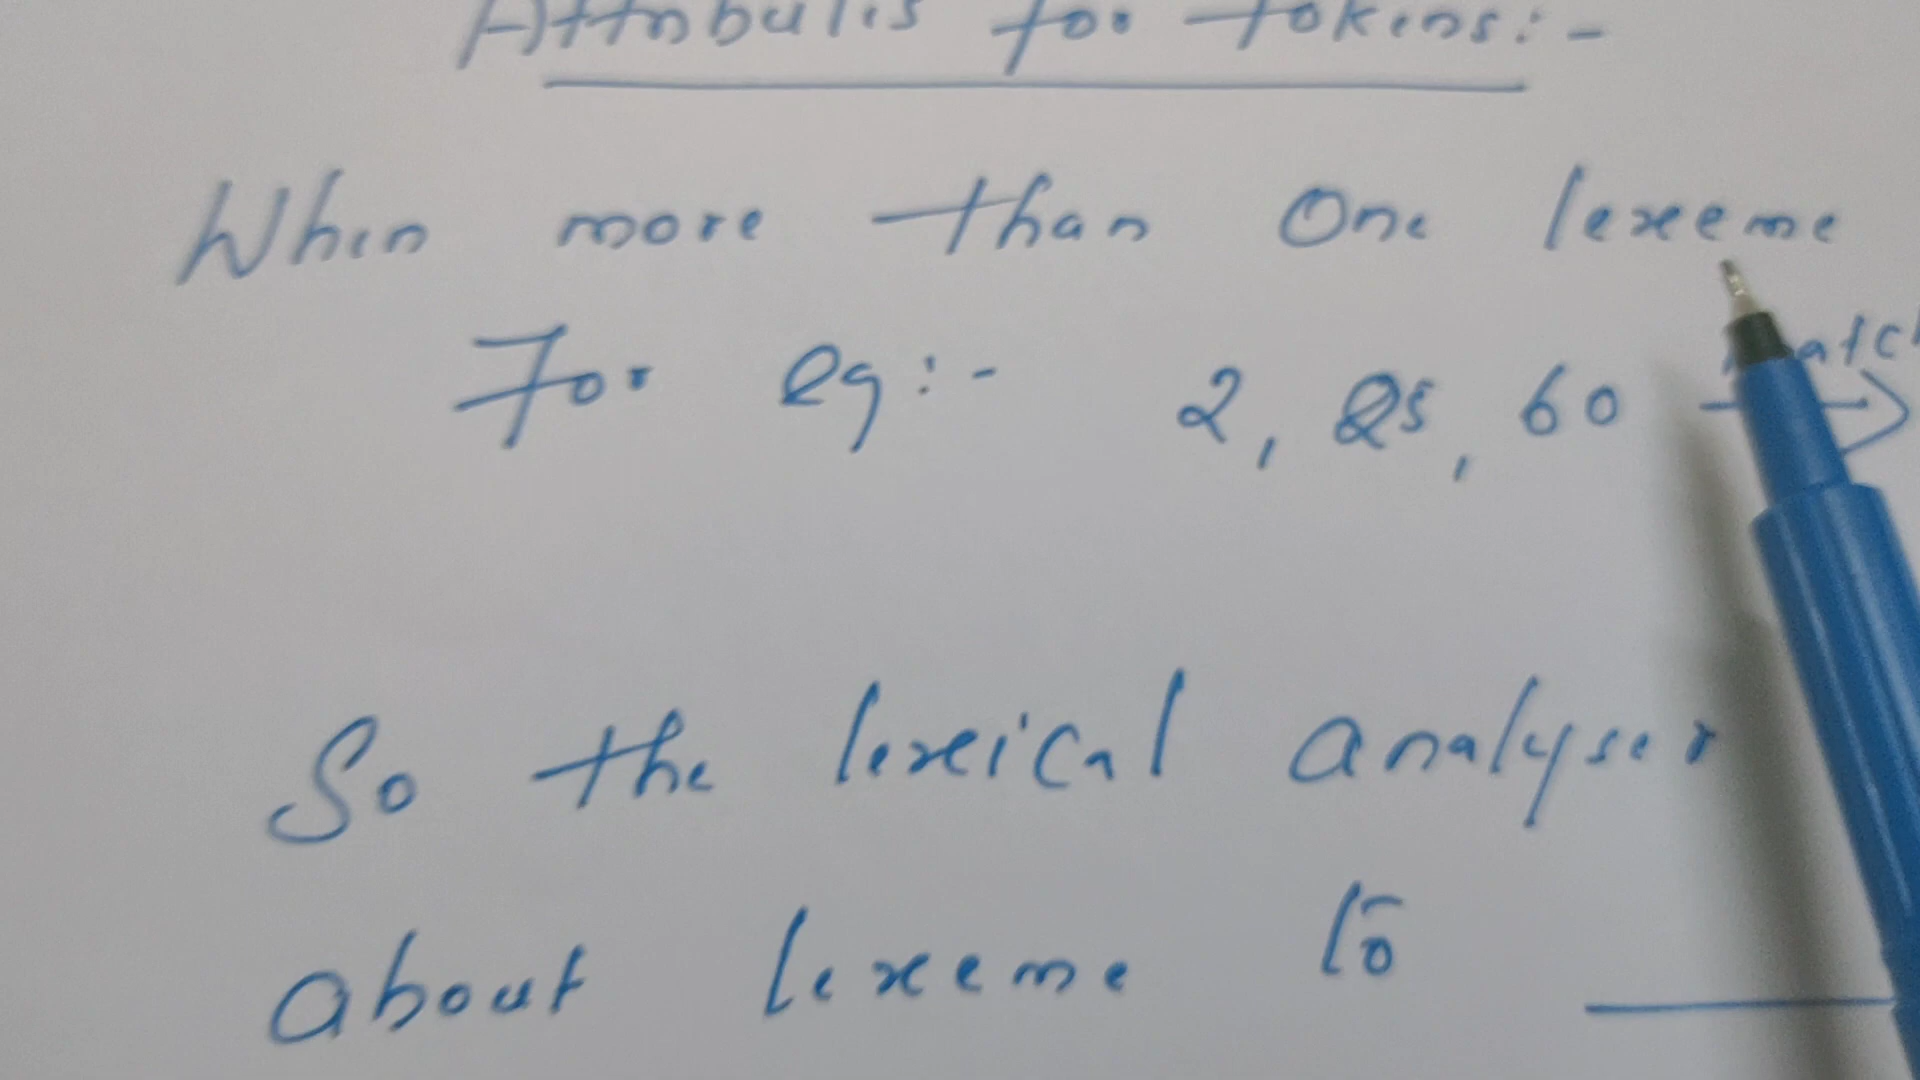 Attributes for tokens:-
When more than One lexeme
For eg:- 2, 25, 60
So the lexical analyser
about lexeme to